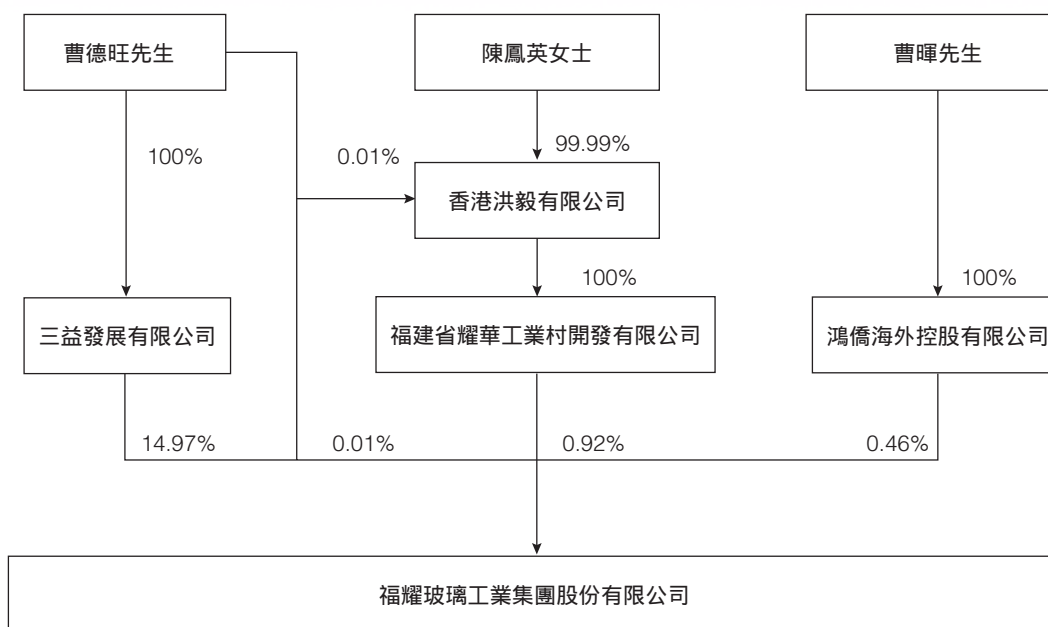 曹德旺先生
陳鳳英女士
曹暉先生
100%
0.01%
99.99%
香港洪毅有限公司
100%
100%
三益發展有限公司
福建省耀華工業村開發有限公司
鴻僑海外控股有限公司
14.97%
0.01%
0.92%
0.46%
福耀玻璃工業集團股份有限公司